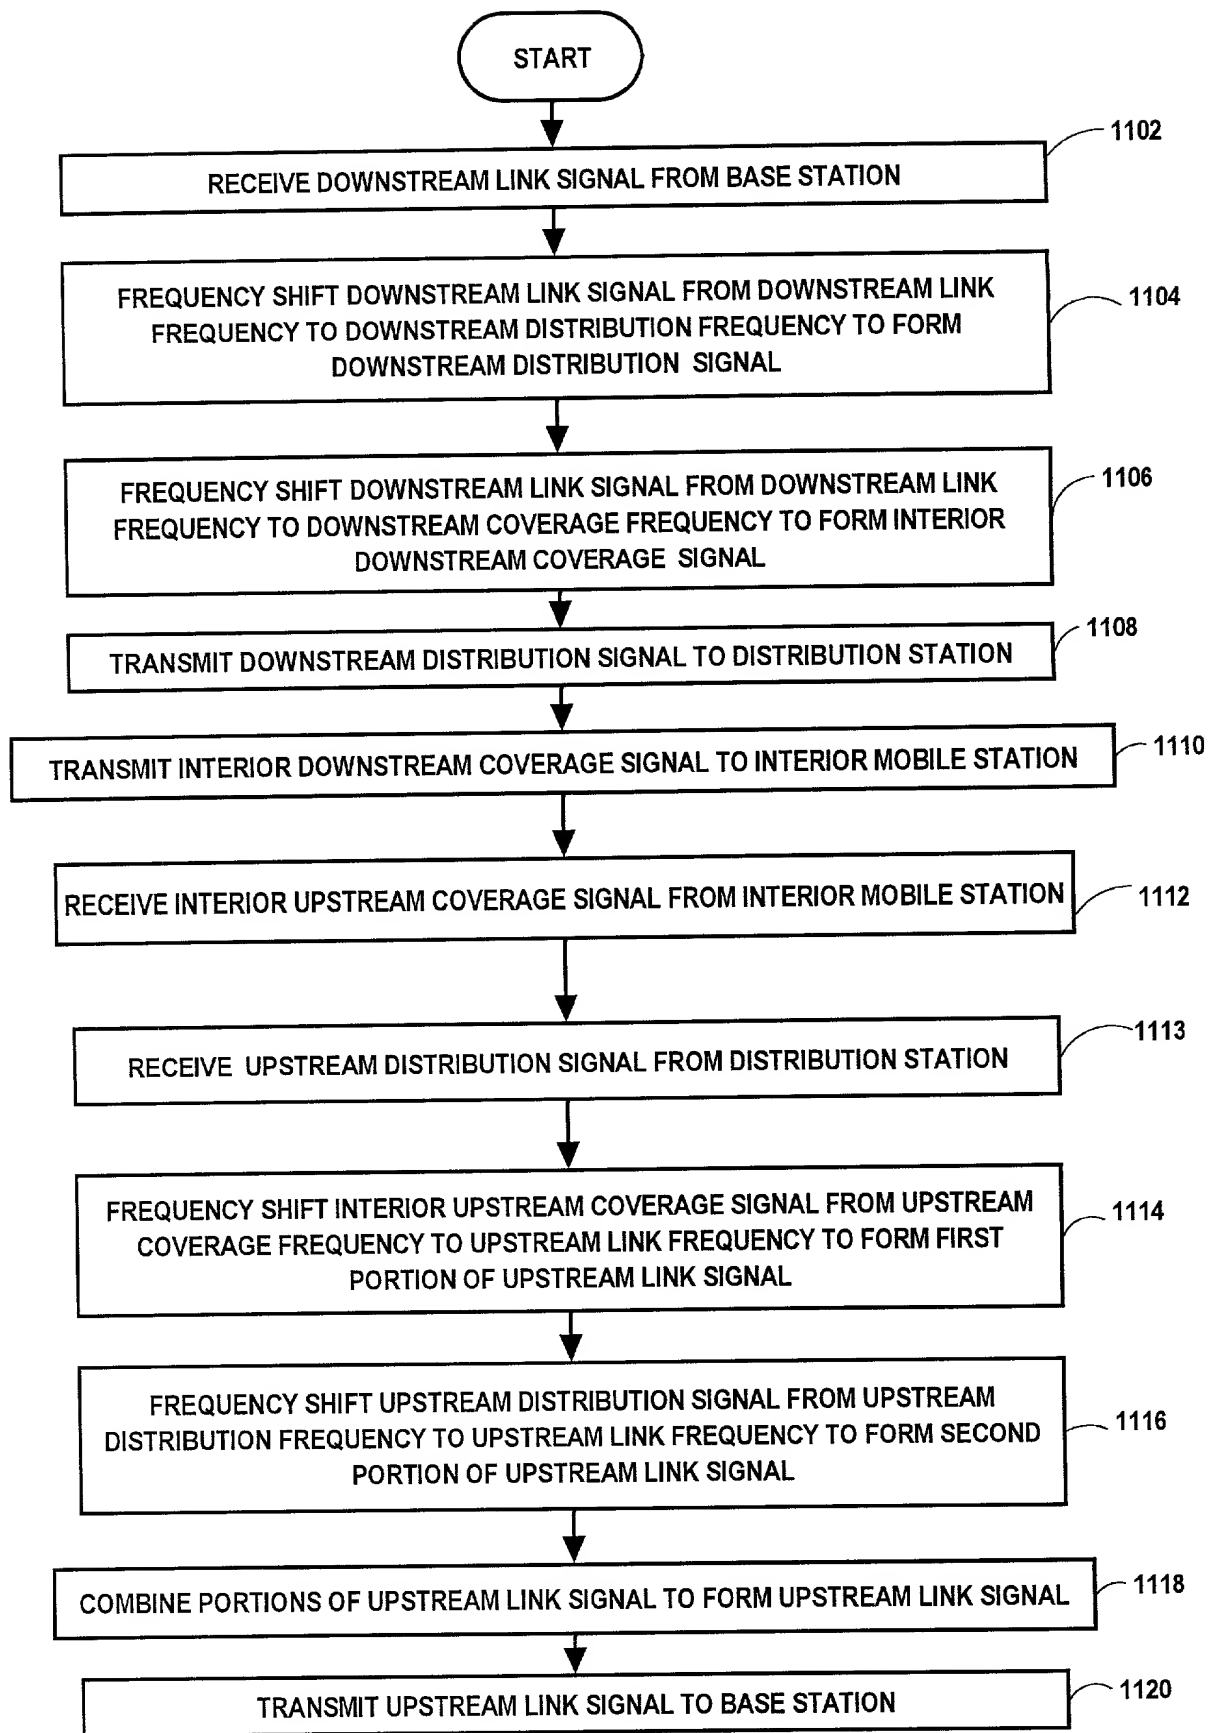 START
1102
RECEIVE DOWNSTREAM LINK SIGNAL FROM BASE STATION
FREQUENCY SHIFT DOWNSTREAM LINK SIGNAL FROM DOWNSTREAM LINK
FREQUENCY TO DOWNSTREAM DISTRIBUTION FREQUENCY TO FORM
DOWNSTREAM DISTRIBUTION SIGNAL
1104
FREQUENCY SHIFT DOWNSTREAM LINK SIGNAL FROM DOWNSTREAM LINK
FREQUENCY TO DOWNSTREAM COVERAGE FREQUENCY TO FORM INTERIOR
DOWNSTREAM COVERAGE SIGNAL
1106
TRANSMIT DOWNSTREAM DISTRIBUTION SIGNAL TO DISTRIBUTION STATION
1108
TRANSMIT INTERIOR DOWNSTREAM COVERAGE SIGNAL TO INTERIOR MOBILE STATION
1110
RECEIVE INTERIOR UPSTREAM COVERAGE SIGNAL FROM INTERIOR MOBILE STATION
1112
RECEIVE UPSTREAM DISTRIBUTION SIGNAL FROM DISTRIBUTION STATION
1113
FREQUENCY SHIFT INTERIOR UPSTREAM COVERAGE SIGNAL FROM UPSTREAM
COVERAGE FREQUENCY TO UPSTREAM LINK FREQUENCY TO FORM FIRST
PORTION OF UPSTREAM LINK SIGNAL
1114
FREQUENCY SHIFT UPSTREAM DISTRIBUTION SIGNAL FROM UPSTREAM
DISTRIBUTION FREQUENCY TO UPSTREAM LINK FREQUENCY TO FORM SECOND
PORTION OF UPSTREAM LINK SIGNAL
1116
COMBINE PORTIONS OF UPSTREAM LINK SIGNAL TO FORM UPSTREAM LINK SIGNAL
1118
TRANSMIT UPSTREAM LINK SIGNAL TO BASE STATION
1120